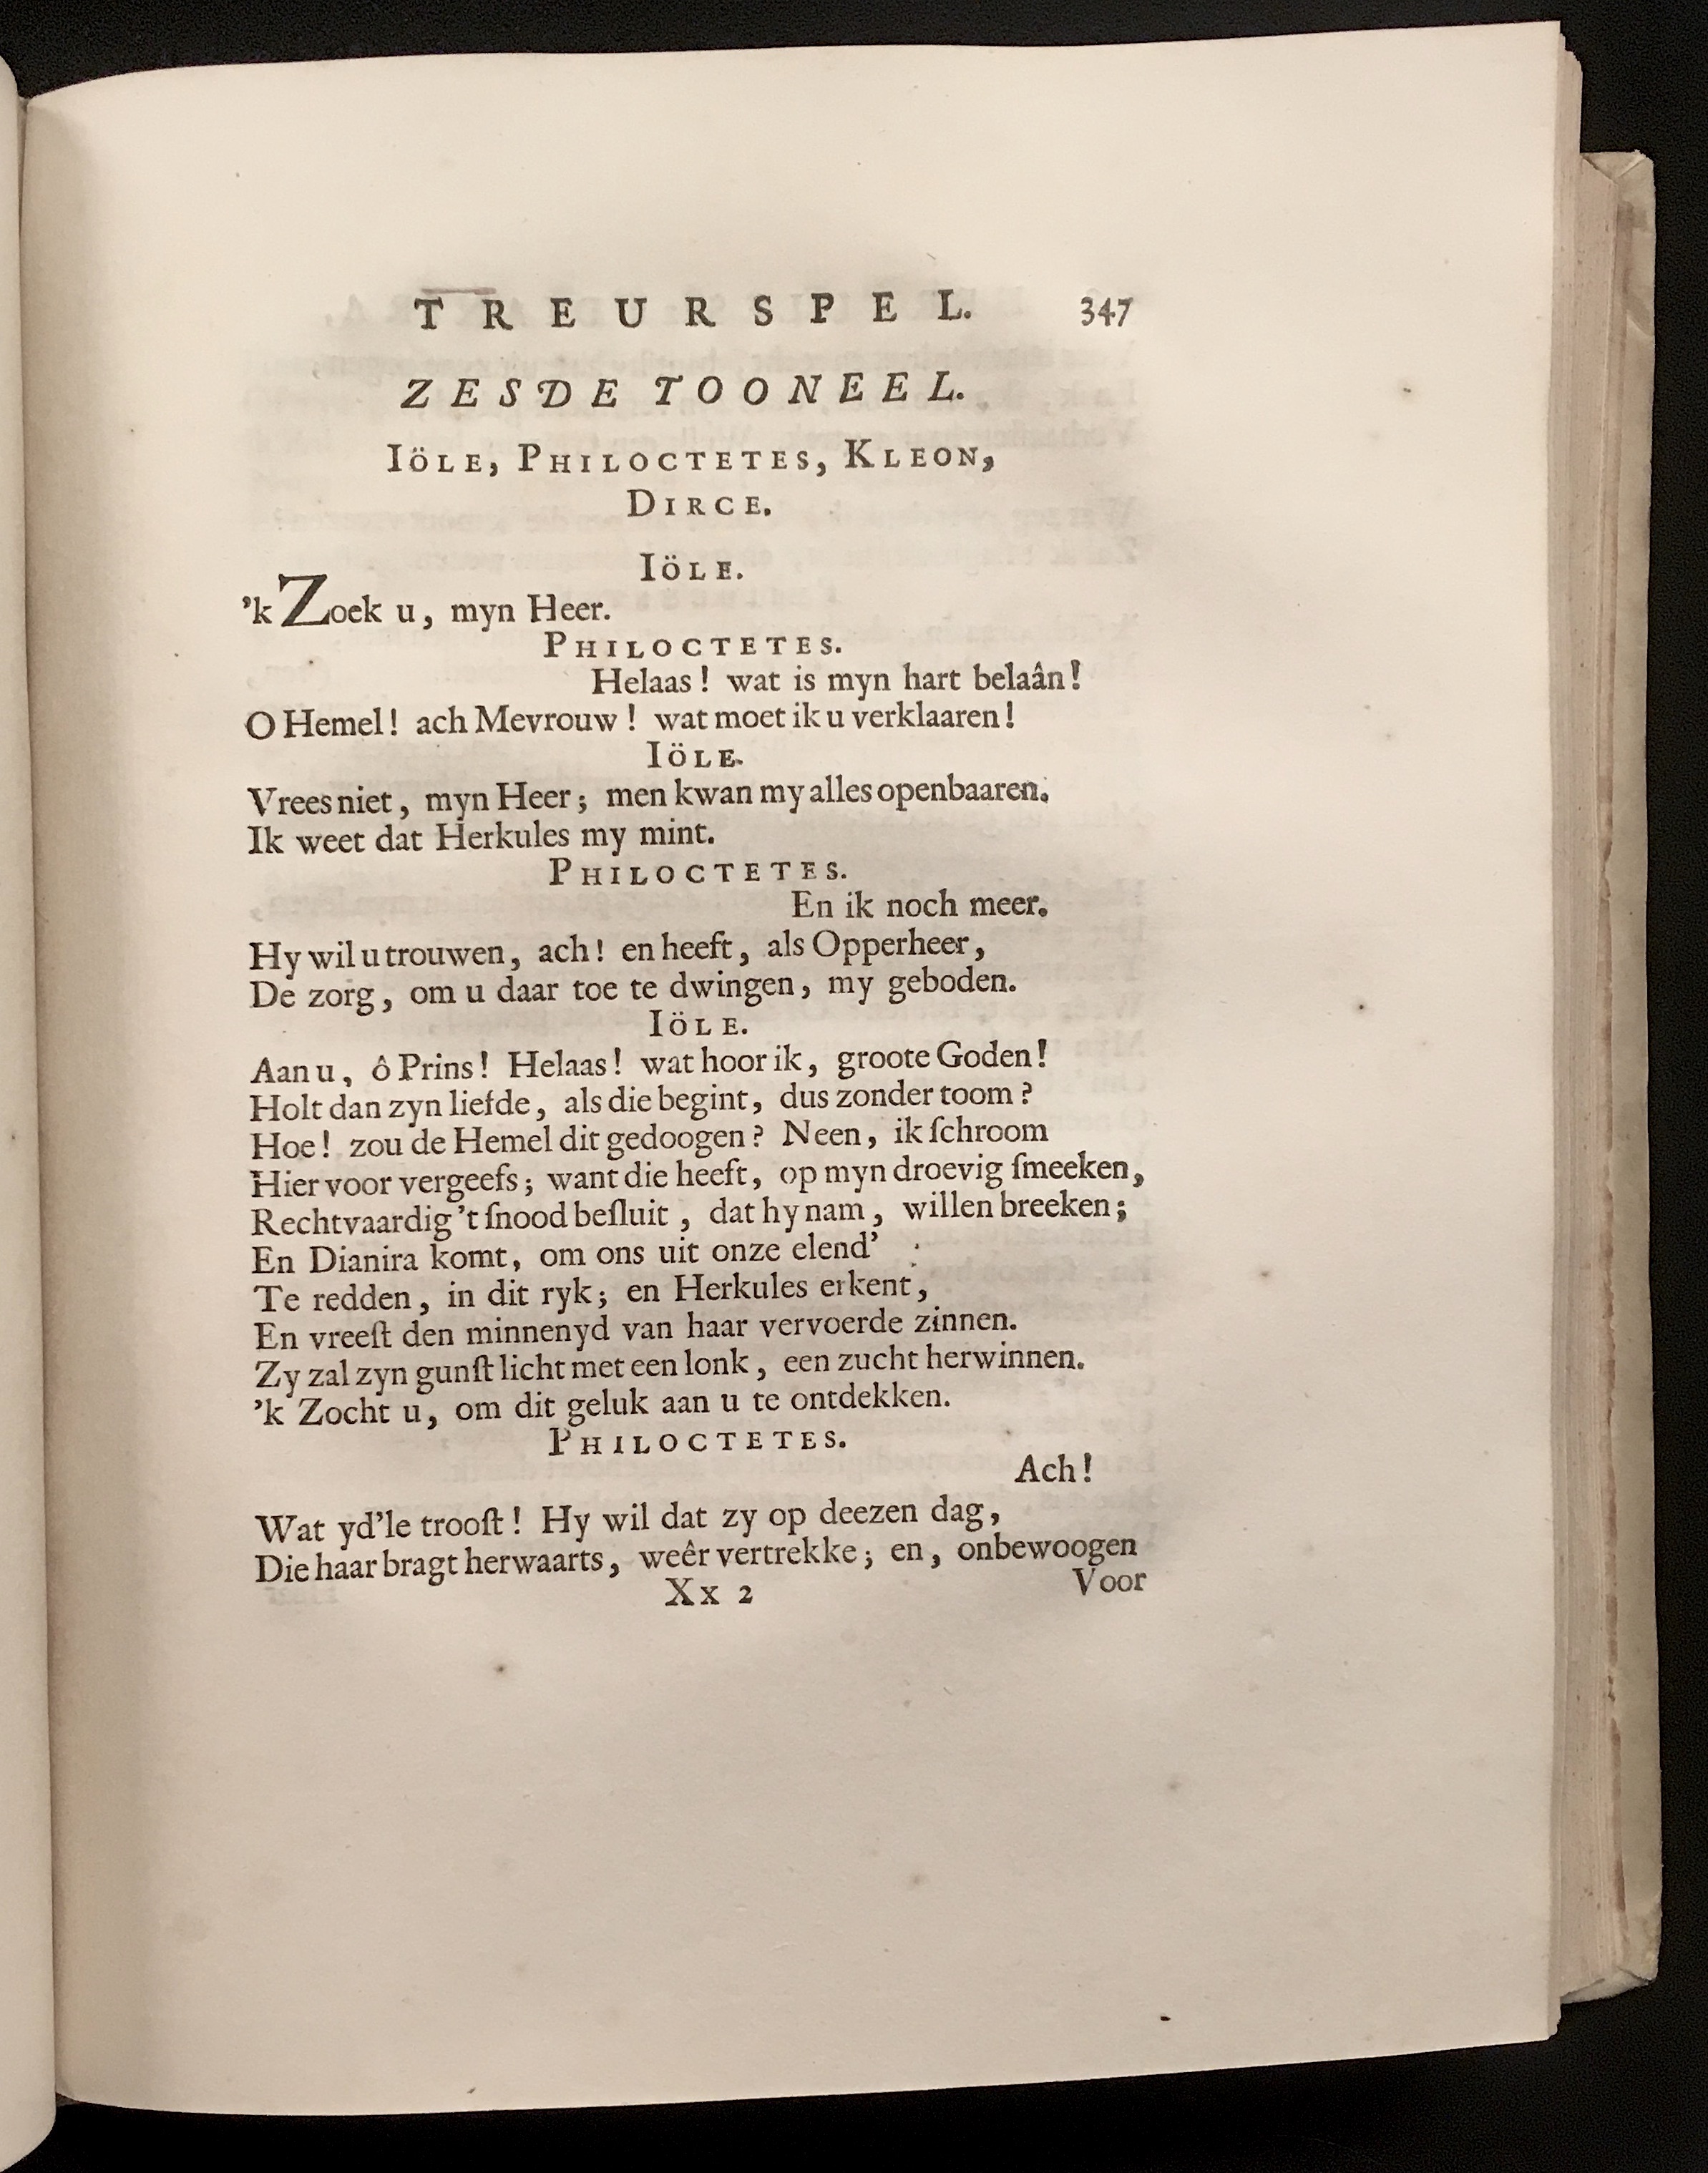 TREURSPEL. 347
ZESDE TOONEEL.
IÖLE, PHILOCTETES, KLEON,
DIRCE.
IÖLE.
'k Zoek u, myn Heer.
PHILOCTETES.
Helaas! wat is myn hart belaân!
O Hemel! ach Mevrouw! wat moet ik u verklaaren!
IÖLE.
Vrees niet, myn Heer; men kwan my alles openbaaren.
Ik weet dat Herkules my mint.
PHILOCTETES.
En ik noch meer.
Hy wil u trouwen, ach! en heeft, als Opperheer,
De zorg, om u daar toe te dwingen, my geboden.
IÖLE.
Aan u, ô Prins! Helaas! wat hoor ik, groote Goden!
Holt dan zyn liefde, als die begint, dus zonder toom?
Hoe! zou de Hemel dit gedoogen? Neen, ik ſchroom
Hier voor vergeefs; want die heeft, op myn droevig ſmeeken,
Rechtvaardig 't ſnood beſluit, dat hy nam, willen breeken;
En Dianira komt, om ons uit onze elend'
Te redden, in dit ryk; en Herkules erkent,
En vreeſt den minnenyd van haar vervoerde zinnen.
Zy zal zyn gunſt licht met een lonk, een zucht herwinnen.
'k Zocht u, om dit geluk aan u te ontdekken.
PHILOCTETES.
Ach!
Wat yd'le trooſt! Hy wil dat zy op deezen dag,
Die haar bragt herwaarts, weêr vertrekke; en, onbewoogen
Xx 2 Voor